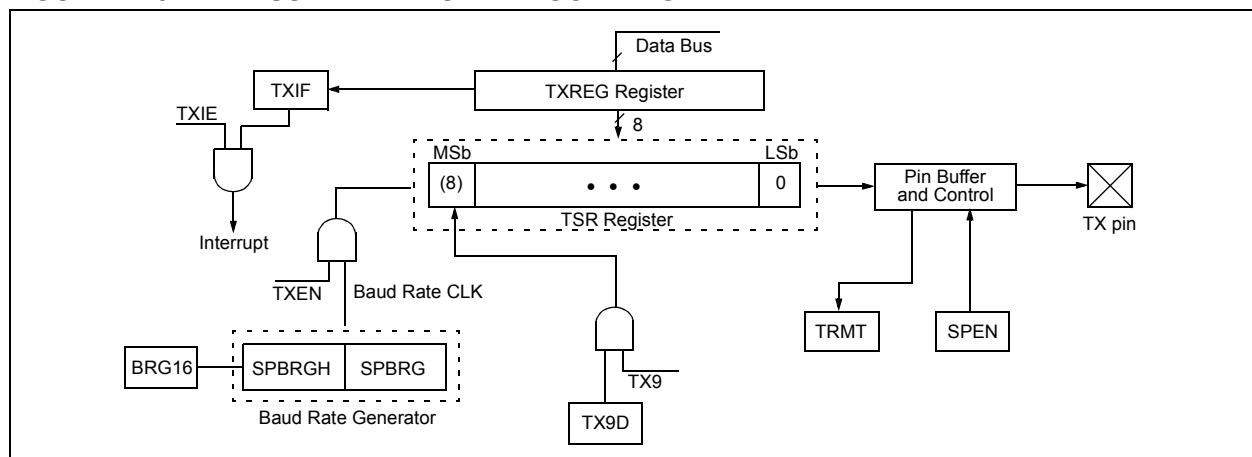 Data Bus
TXIF
TXREG Register
TXIE
8
MSb
LSb
(8)
• • •
0
Pin Buffer
and Control
TSR Register
TX pin
Interrupt
TXEN
Baud Rate CLK
TRMT
SPEN
BRG16
SPBRGH
SPBRG
TX9
Baud Rate Generator
TX9D